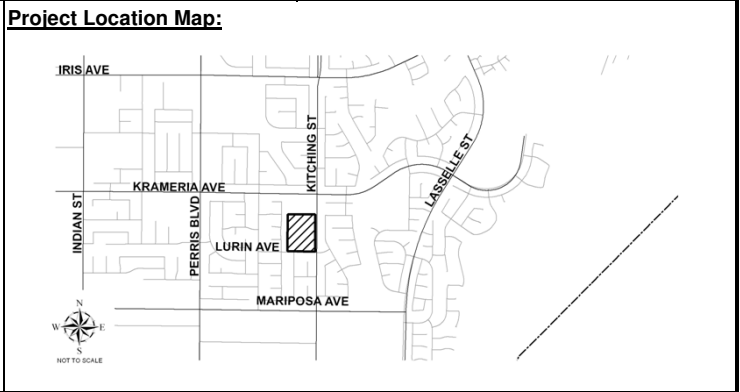 Project Location Map:
IRIS AVE
KITCHING ST
LASSELLE ST
KRAMERIA AVE
INDIAN ST
PERRIS BLVD
LURIN AVE
MARIPOSA AVE
N
W E
S
NOT TO SCALE